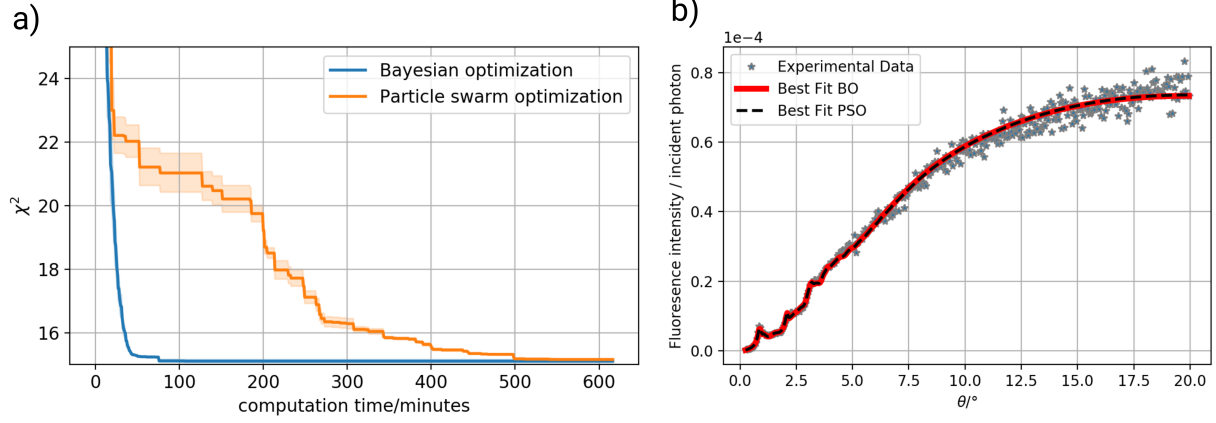 a)
24
22
20
18
16
χ²
0 100 200 300 400 500 600
computation time/minutes
Bayesian optimization
Particle swarm optimization
b)
1e−4
0.8
0.6
0.4
0.2
0.0
Fluoresence intensity / incident photon
0.0 2.5 5.0 7.5 10.0 12.5 15.0 17.5 20.0
θ/°
Experimental Data
Best Fit BO
Best Fit PSO